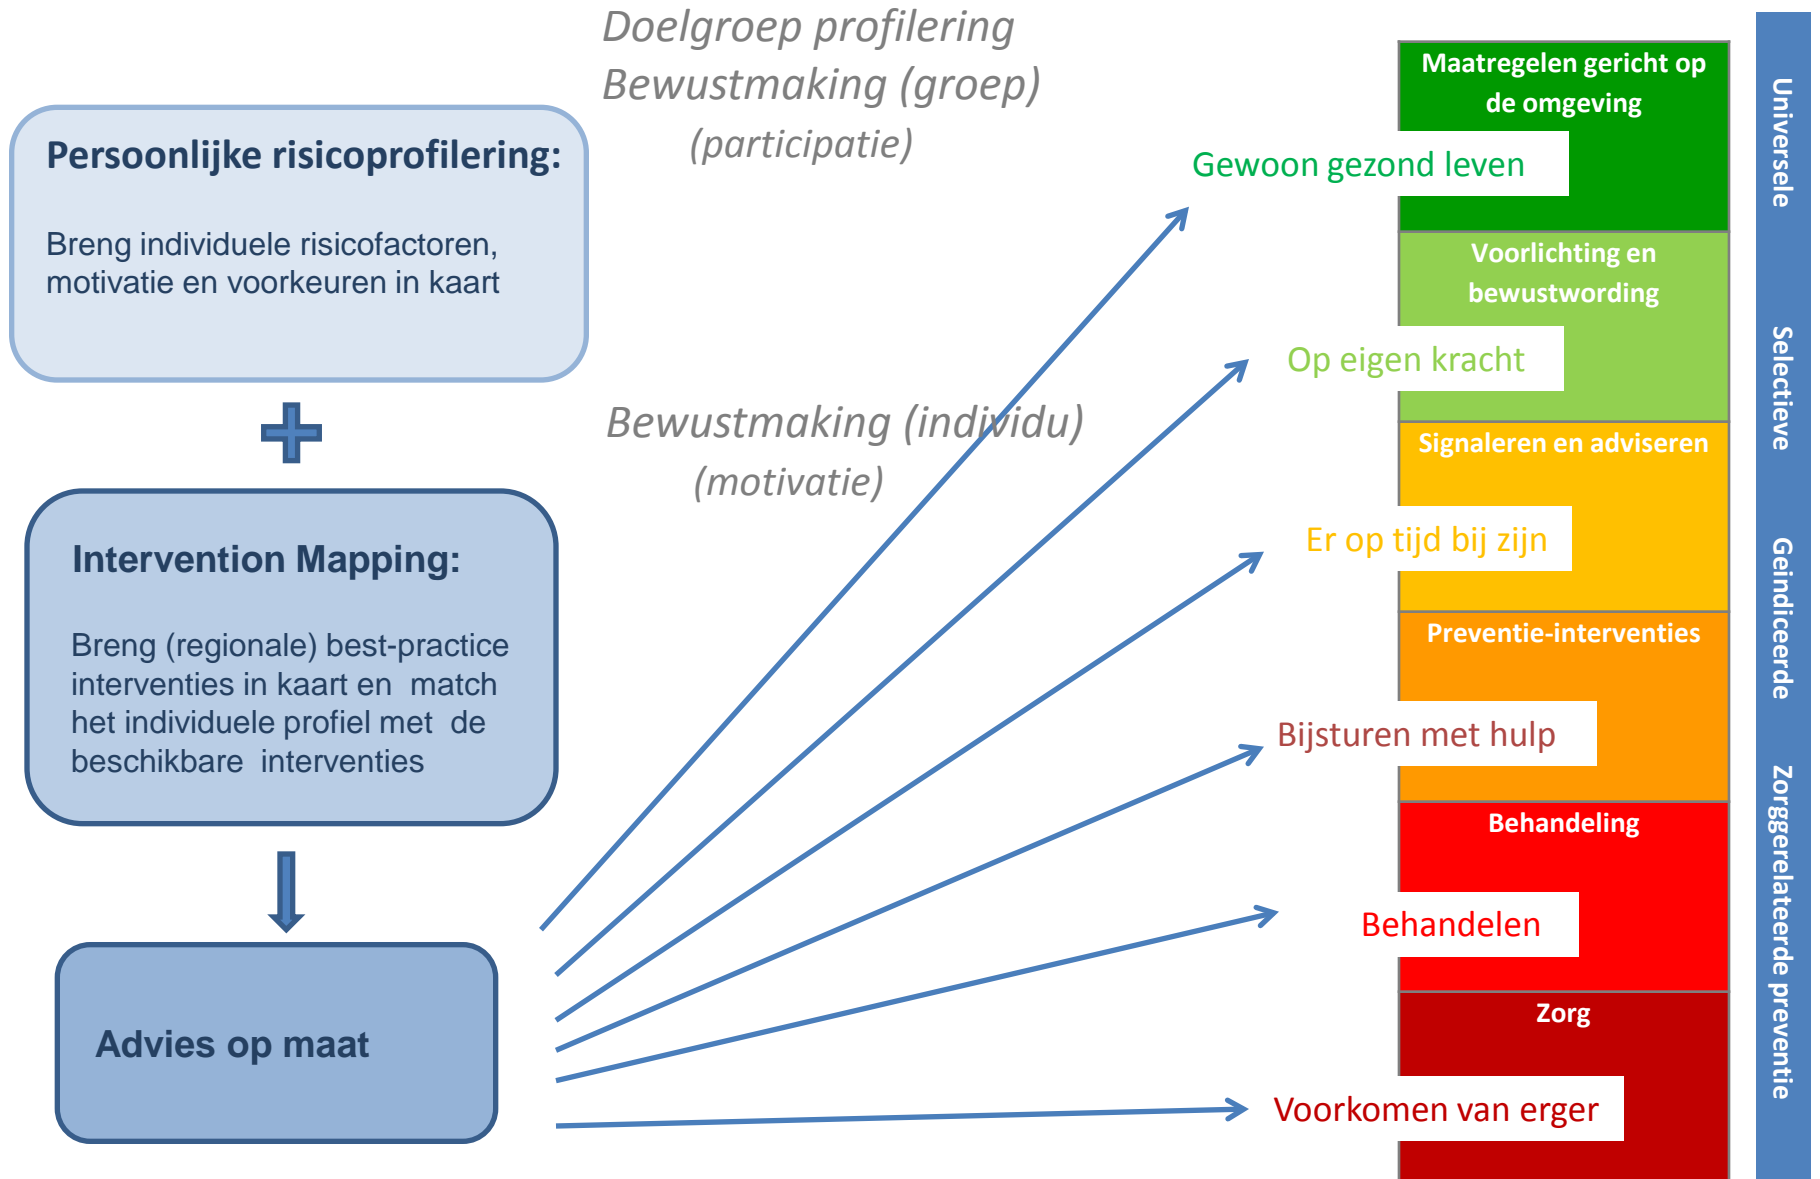 Doelgroep profilering
Bewustmaking (groep)
(participatie)
Persoonlijke risicoprofilering:
Breng individuele risicofactoren,
motivatie en voorkeuren in kaart
Bewustmaking (individu)
(motivatie)
Intervention Mapping:
Breng (regionale) best-practice
interventies in kaart en match
het individuele profiel met de
beschikbare interventies
Advies op maat
Maatregelen gericht op
de omgeving
Gewoon gezond leven
Voorlichting en
bewustwording
Op eigen kracht
Signaleren en adviseren
Er op tijd bij zijn
Preventie-interventies
Bijsturen met hulp
Behandeling
Behandelen
Zorg
Voorkomen van erger
Universele
Selectieve
Geindiceerde
Zorggerelateerde preventie